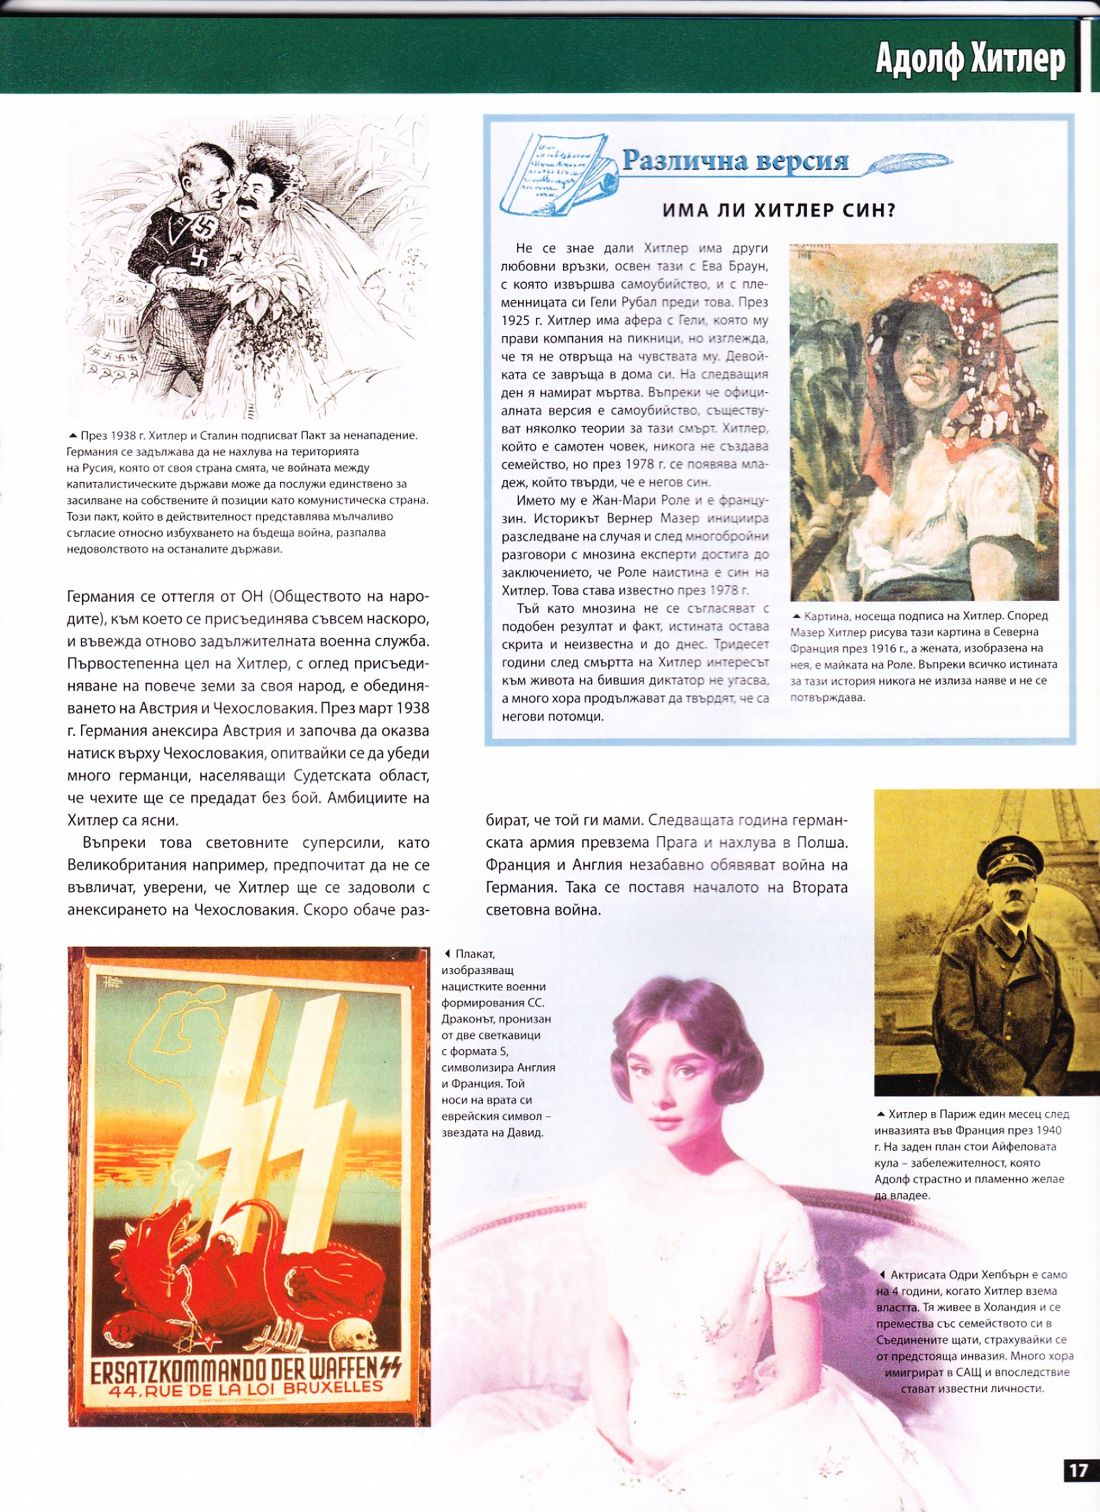 Адолф Хитлер
▲ През 1938 г. Хитлер и Сталин подписват Пакт за ненападение.
Германия се задължава да не нахлува на територията
на Русия, която от своя страна смята, че войната между
капиталистическите държави може да послужи единствено за
засилване на собствените й позиции като комунистическа страна.
Този пакт, който в действителност представлява мълчаливо
съгласие относно избухването на бъдеща война, разпалва
недоволството на останалите държави.
Германия се оттегля от ОН (Обществото на наро-
дите), към което се присъединява съвсем наскоро,
и въвежда отново задължителната военна служба.
Първостепенна цел на Хитлер, с оглед присъеди-
няване на повече земи за своя народ, е обединя-
ването на Австрия и Чехословакия. През март 1938
г. Германия анексира Австрия и започва да оказва
натиск върху Чехословакия, опитвайки се да убеди
много германци, населяващи Судетската област,
че чехите ще се предадат без бой. Амбициите на
Хитлер са ясни.
Въпреки това световните суперсили, като
Великобритания например, предпочитат да не се
въвличат, уверени, че Хитлер ще се задоволи с
анексирането на Чехословакия. Скоро обаче раз-
Различна версия
ИМА ЛИ ХИТЛЕР СИН?
Не се знае дали Хитлер има други
любовни връзки, освен тази с Ева Браун,
с която извършва самоубийство, и с пле-
менницата си Гели Рубал преди това. През
1925 г. Хитлер има афера с Гели, която му
прави компания на пикници, но изглежда,
че тя не отвръща на чувствата му. Девой-
ката се завръща в дома си. На следващия
ден я намират мъртва. Въпреки че офици-
алната версия е самоубийство, съществу-
ват няколко теории за тази смърт. Хитлер,
който е самотен човек, никога не създава
семейство, но през 1978 г. се появява мла-
деж, който твърди, че е негов син.
Името му е Жан-Мари Роле и е францу-
зин. Историкът Вернер Мазер инициира
разследване на случая и след многобройни
разговори с мнозина експерти достига до
заключението, че Роле наистина е син на
Хитлер. Това става известно през 1978 г.
Тъй като мнозина не се съгласяват с
подобен резултат и факт, истината остава
скрита и неизвестна и до днес. Тридесет
години след смъртта на Хитлер интересът
към живота на бившия диктатор не угасва,
а много хора продължават да твърдят, че са
негови потомци.
▲ Картина, носеща подписа на Хитлер. Според
Мазер Хитлер рисува тази картина в Северна
Франция през 1916 г., а жената, изобразена на
нея, е майката на Роле. Въпреки всичко истината
за тази история никога не излиза наяве и не се
потвърждава.
бират, че той ги мами. Следващата година герман-
ската армия превзема Прага и нахлува в Полша.
Франция и Англия незабавно обявяват война на
Германия. Така се поставя началото на Втората
световна война.
◀ Плакат,
изобразяващ
нацистките военни
формирования СС.
Драконът, пронизан
от две светкавици
с формата S,
символизира Англия
и Франция. Той
носи на врата си
еврейския символ –
звездата на Давид.
ERSATZKOMMANDO DER WAFFEN SS
44, RUE DE LA LOI BRUXELLES
▲ Хитлер в Париж един месец след
инвазията във Франция през 1940
г. На заден план стои Айфеловата
кула – забележителност, която
Адолф страстно и пламенно желае
да владее.
◀ Актрисата Одри Хепбърн е само
на 4 години, когато Хитлер взема
властта. Тя живее в Холандия и се
премества със семейството си в
Съединените щати, страхувайки се
от предстояща инвазия. Много хора
имигрират в САЩ и впоследствие
стават известни личности.
17